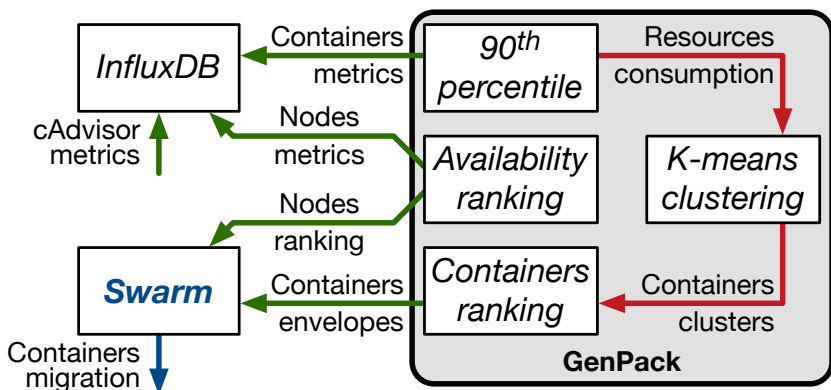 InfluxDB
Containers
metrics
90th
percentile
Resources
consumption
cAdvisor
metrics
Nodes
metrics
Availability
ranking
K-means
clustering
Nodes
ranking
Swarm
Containers
envelopes
Containers
ranking
Containers
clusters
Containers
migration
GenPack